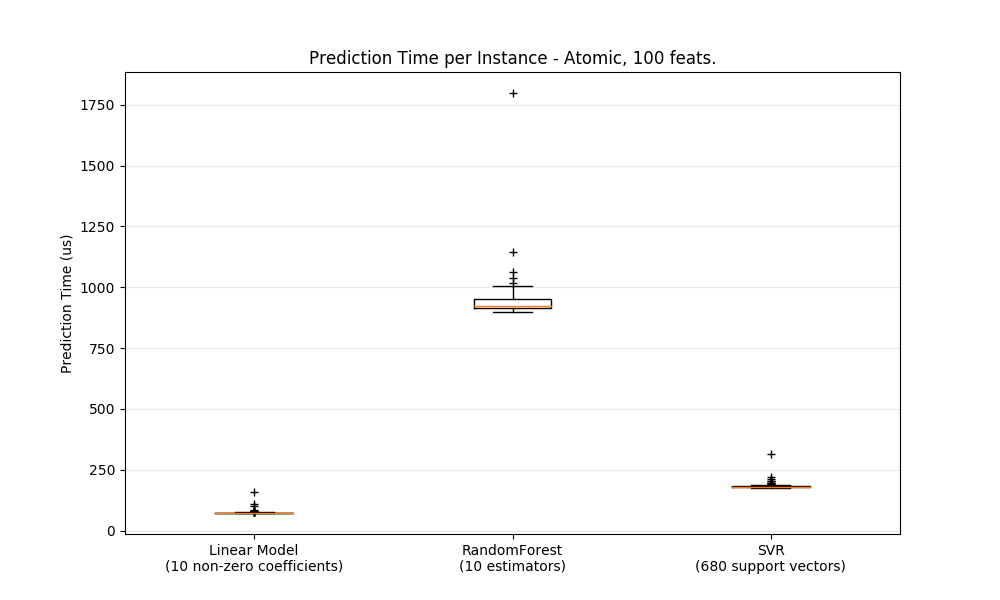 Prediction Time per Instance - Atomic, 100 feats.
Prediction Time (us)
1750
1500
1250
1000
750
500
250
0
Linear Model
(10 non-zero coefficients)
RandomForest
(10 estimators)
SVR
(680 support vectors)